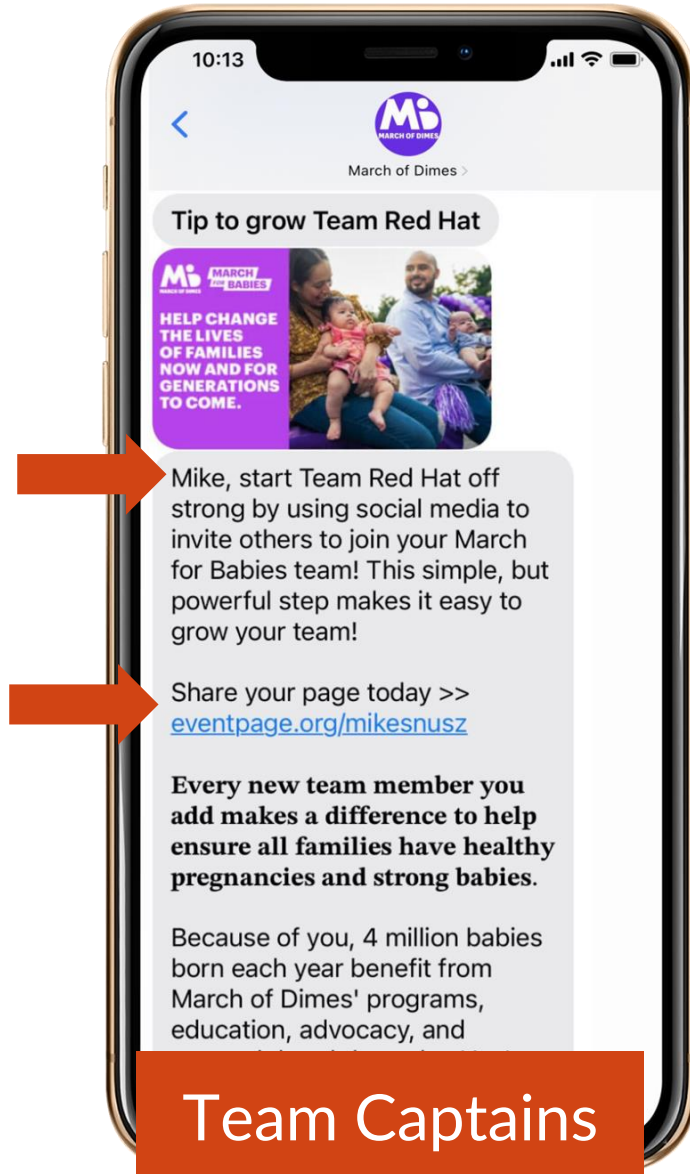 10:13
MARCH OF DIMES
March of Dimes >
Tip to grow Team Red Hat
MARCH OF DIMES
MARCH
FOR BABIES
HELP CHANGE
THE LIVES
OF FAMILIES
NOW AND FOR
GENERATIONS
TO COME.
Mike, start Team Red Hat off
strong by using social media to
invite others to join your March
for Babies team! This simple, but
powerful step makes it easy to
grow your team!
Share your page today >>
eventpage.org/mikesnusz
Every new team member you
add makes a difference to help
ensure all families have healthy
pregnancies and strong babies.
Because of you, 4 million babies
born each year benefit from
March of Dimes' programs,
education, advocacy, and
Team Captains